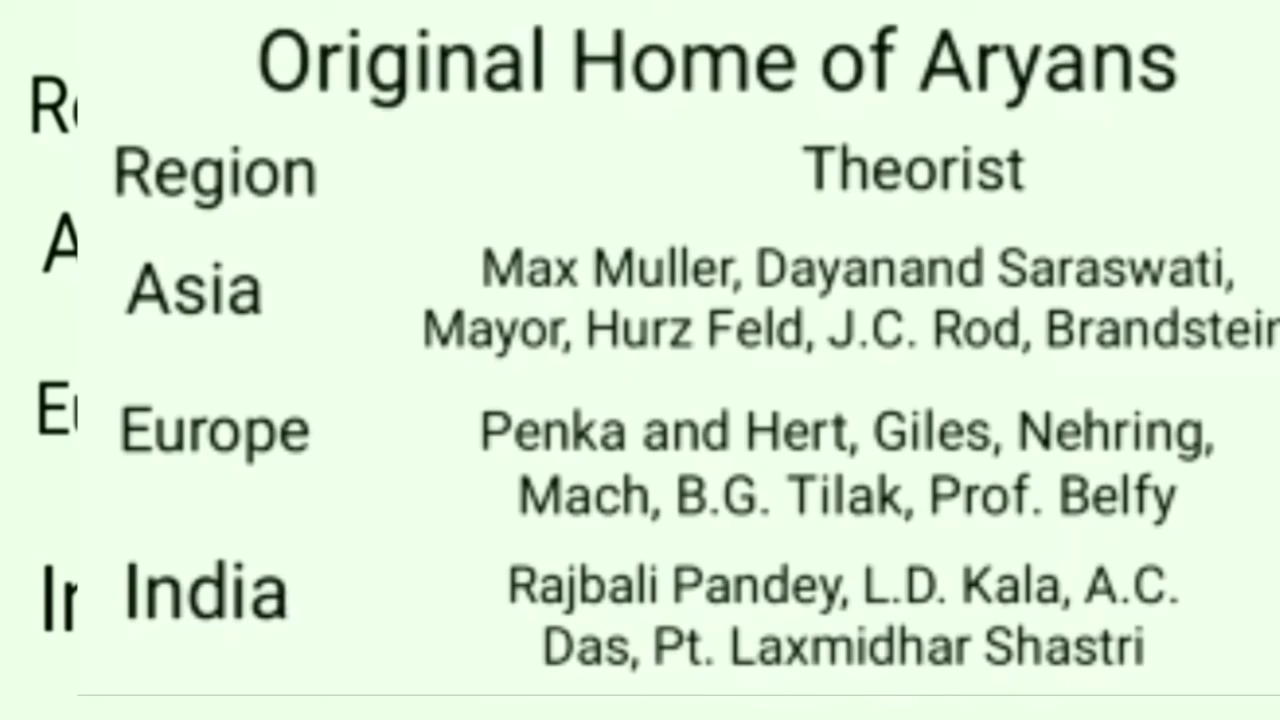 Original Home of Aryans
Region Theorist
Asia
Max Muller, Dayanand Saraswati,
Mayor, Hurz Feld, J.C. Rod, Brandstein
Europe
Penka and Hert, Giles, Nehring,
Mach, B.G. Tilak, Prof. Belfy
India
Rajbali Pandey, L.D. Kala, A.C.
Das, Pt. Laxmidhar Shastri